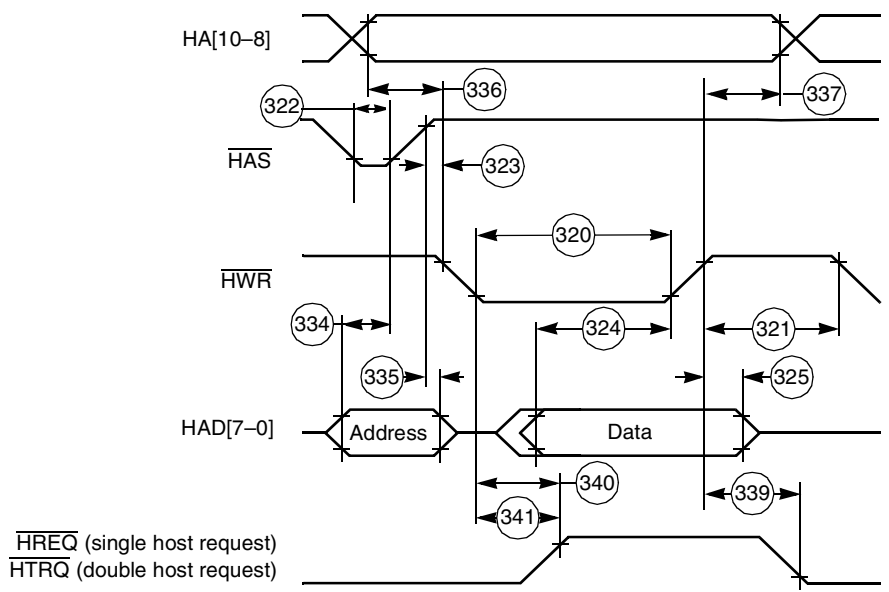 HA[10–8]
336
337
322
HAS
323
320
HWR
334
324
321
335
325
HAD[7–0]
Address
Data
340
339
341
HREQ (single host request)
HTRQ (double host request)